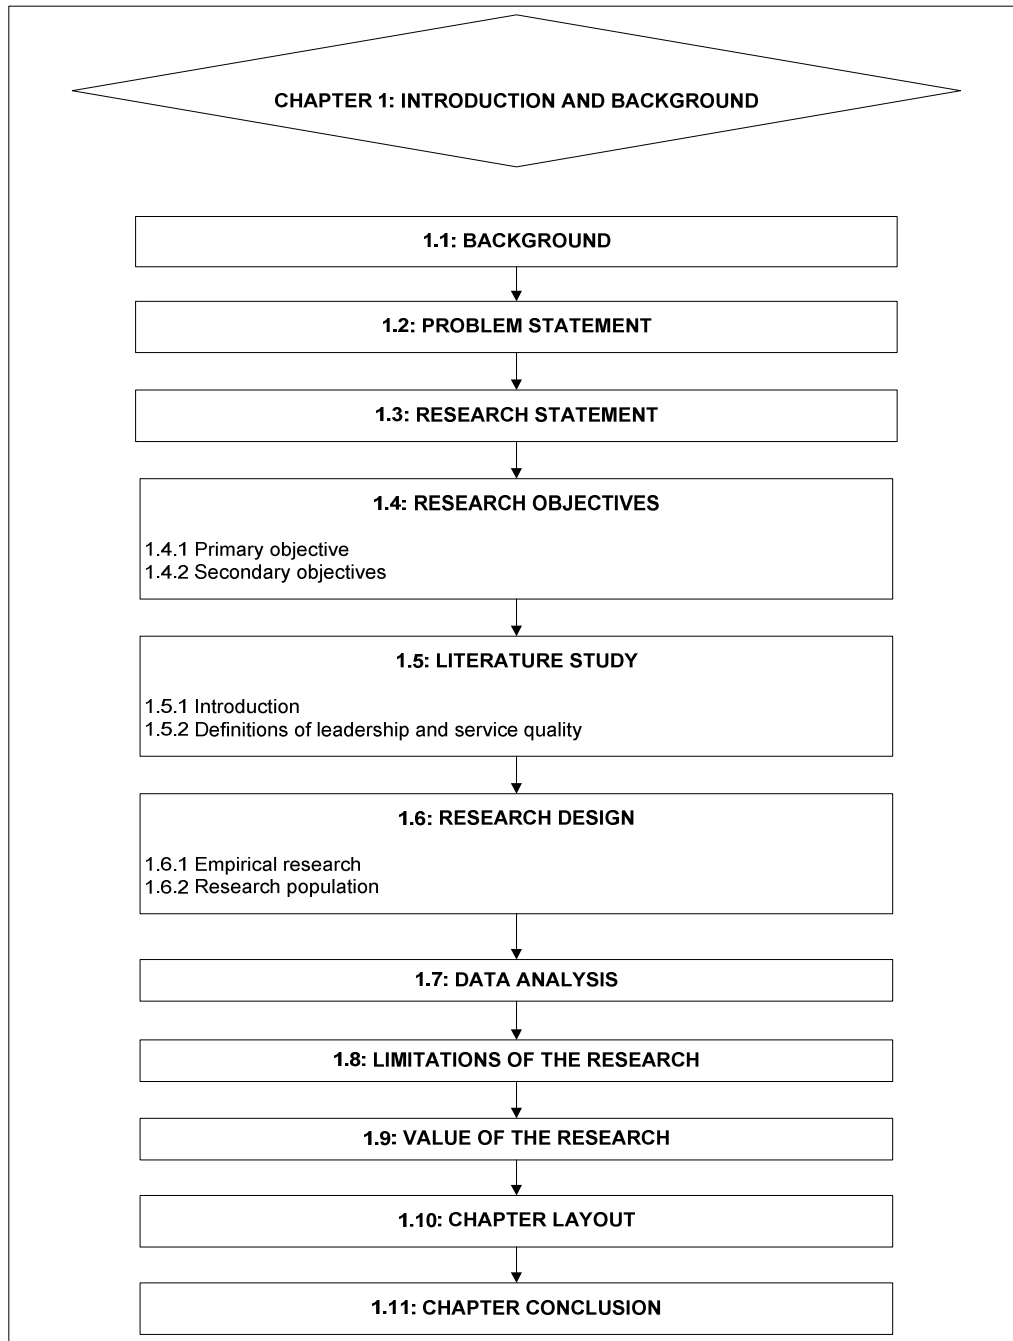 CHAPTER 1: INTRODUCTION AND BACKGROUND
1.1: BACKGROUND
1.2: PROBLEM STATEMENT
1.3: RESEARCH STATEMENT
1.4: RESEARCH OBJECTIVES
1.4.1 Primary objective
1.4.2 Secondary objectives
1.5: LITERATURE STUDY
1.5.1 Introduction
1.5.2 Definitions of leadership and service quality
1.6: RESEARCH DESIGN
1.6.1 Empirical research
1.6.2 Research population
1.7: DATA ANALYSIS
1.8: LIMITATIONS OF THE RESEARCH
1.9: VALUE OF THE RESEARCH
1.10: CHAPTER LAYOUT
1.11: CHAPTER CONCLUSION